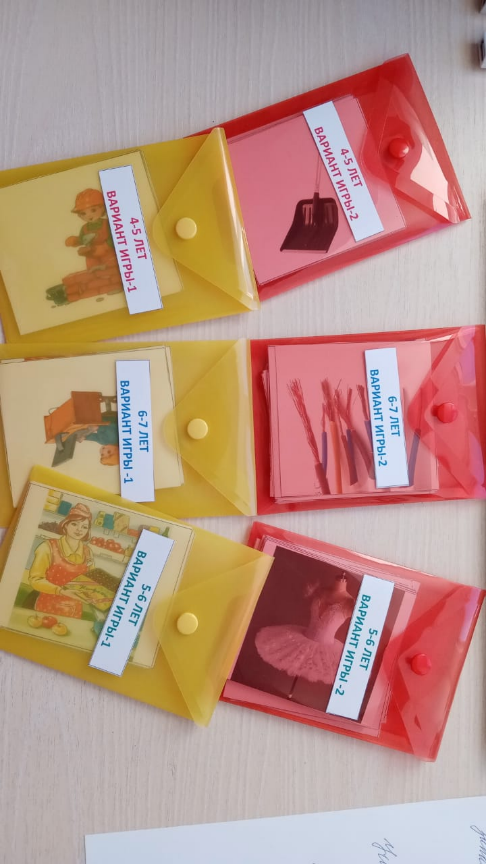 4-5 ЛЕТ
ВАРИАНТ ИГРЫ-2
4-5 ЛЕТ
ВАРИАНТ ИГРЫ-1
6-7 ЛЕТ
ВАРИАНТ ИГРЫ-2
6-7 ЛЕТ
ВАРИАНТ ИГРЫ -1
5-6 ЛЕТ
ВАРИАНТ ИГРЫ-1
5-6 ЛЕТ
ВАРИАНТ ИГРЫ -2